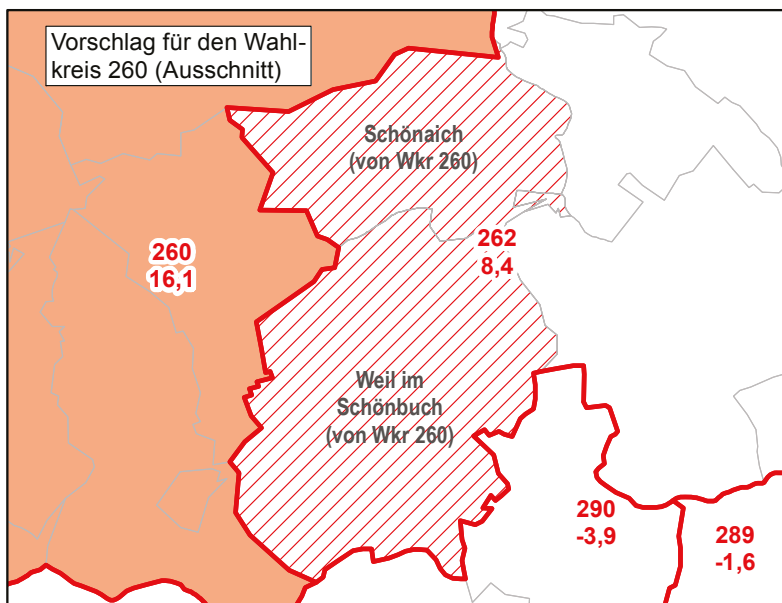 Vorschlag für den Wahl-
kreis 260 (Ausschnitt)
Schönaich
(von Wkr 260)
260
16,1
262
8,4
Weil im
Schönbuch
(von Wkr 260)
290
-3,9
289
-1,6